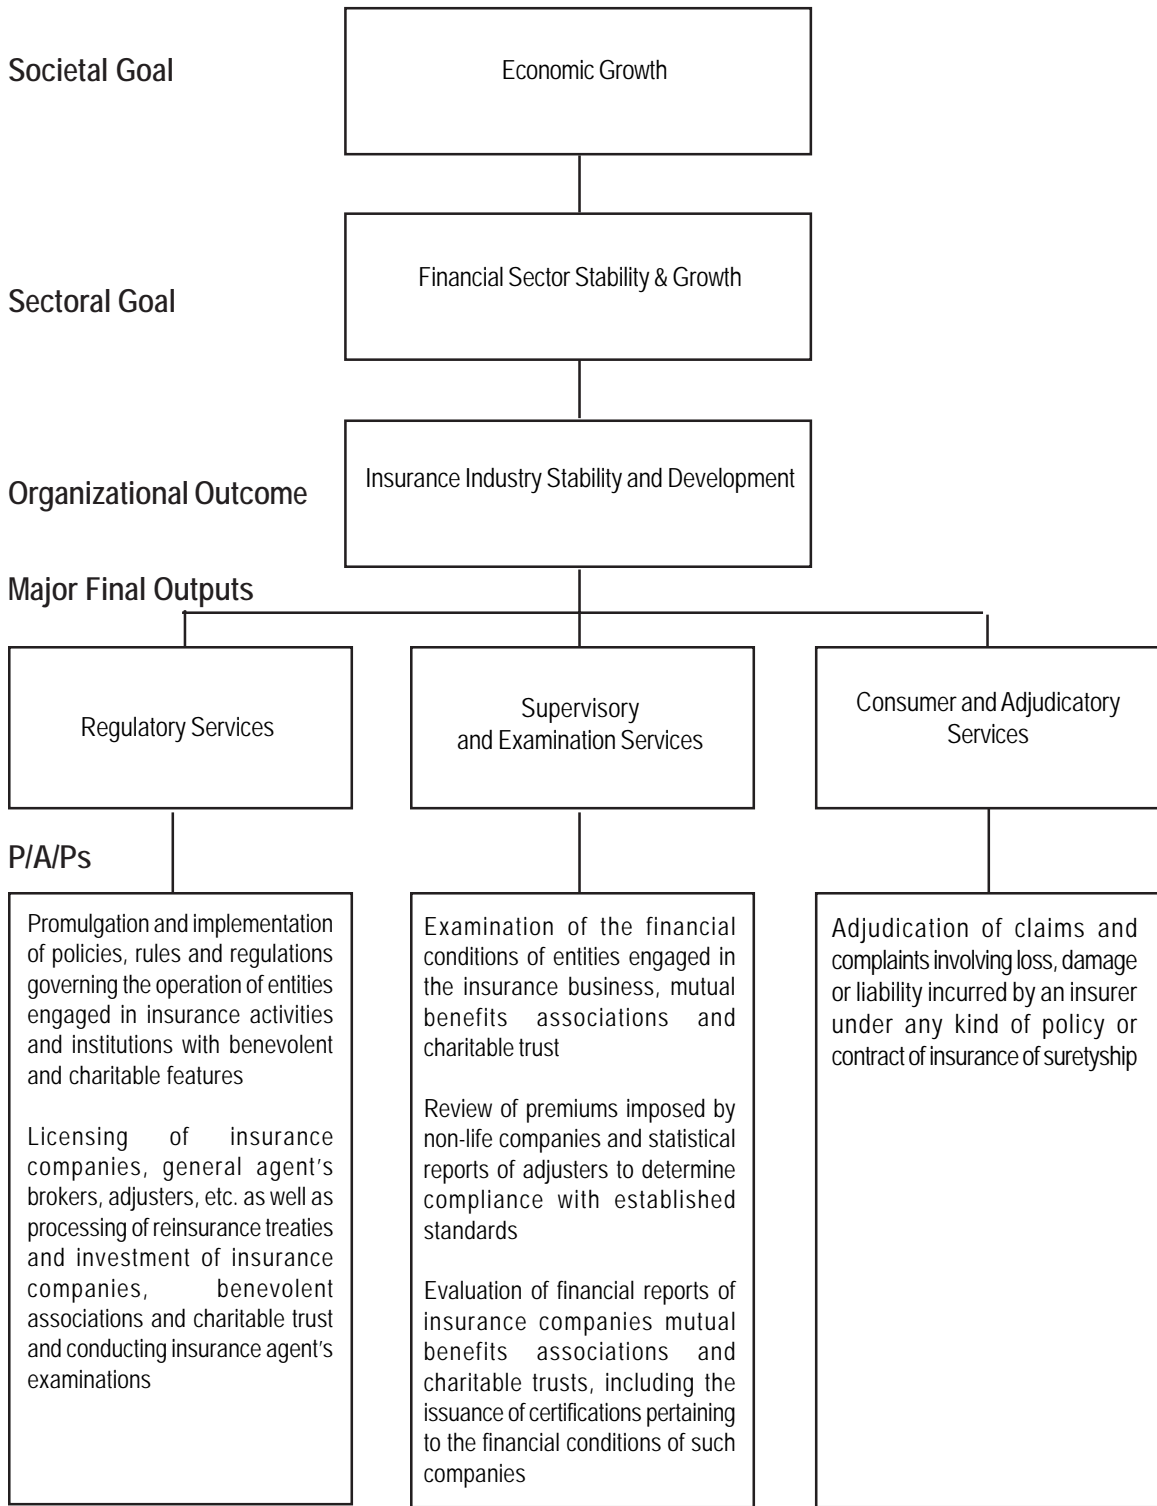 Societal Goal
Economic Growth
Sectoral Goal
Financial Sector Stability & Growth
Organizational Outcome
Insurance Industry Stability and Development
Major Final Outputs
Regulatory Services
Supervisory
and Examination Services
Consumer and Adjudicatory
Services
P/A/Ps
Promulgation and implementation
of policies, rules and regulations
governing the operation of entities
engaged in insurance activities
and institutions with benevolent
and charitable features
Licensing of insurance
companies, general agent's
brokers, adjusters, etc. as well as
processing of reinsurance treaties
and investment of insurance
companies, benevolent
associations and charitable trust
and conducting insurance agent's
examinations
Examination of the financial
conditions of entities engaged in
the insurance business, mutual
benefits associations and
charitable trust
Review of premiums imposed by
non-life companies and statistical
reports of adjusters to determine
compliance with established
standards
Evaluation of financial reports of
insurance companies mutual
benefits associations and
charitable trusts, including the
issuance of certifications pertaining
to the financial conditions of such
companies
Adjudication of claims and
complaints involving loss, damage
or liability incurred by an insurer
under any kind of policy or
contract of insurance of suretyship